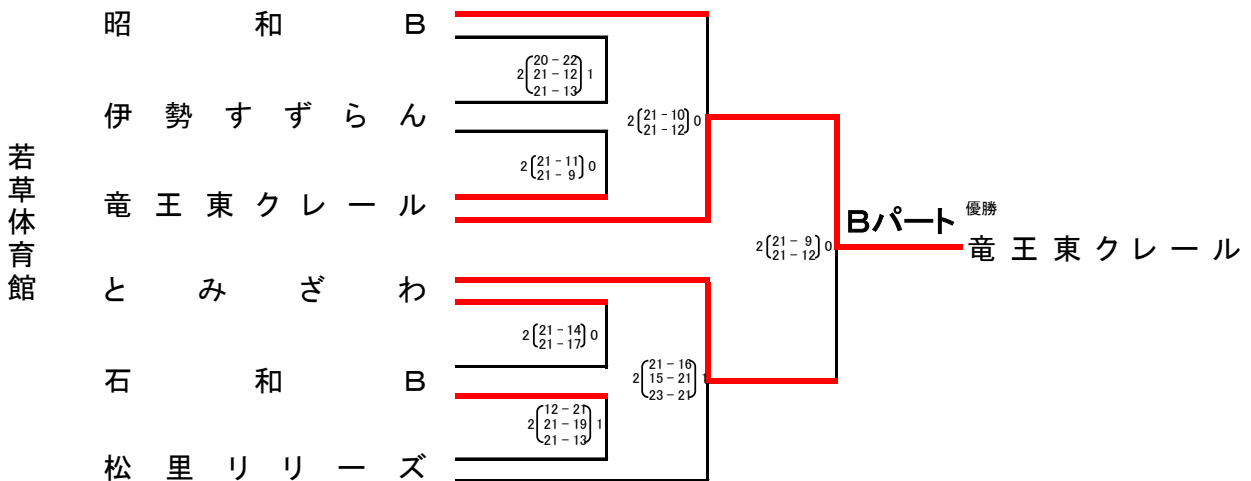 若草体育館
昭和B
2 20-22 1
21-12
21-13
伊勢すずらん
2 21-10 0
21-12
2 21-11 0
21-9
竜王東クレール
Bパート 優勝
2 21-9 0
21-12
竜王東クレール
とみざわ
2 21-14 0
21-17
石和B
2 21-16 1
15-21
23-21
2 12-21 1
21-19
21-13
松里リリーズ